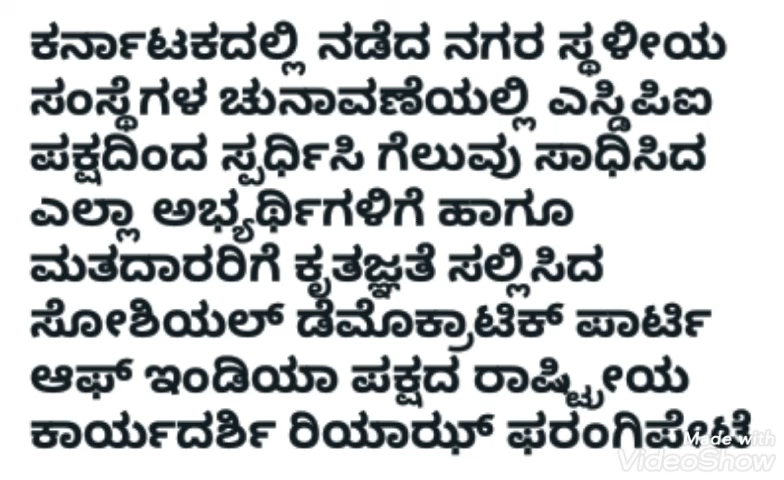 ಕರ್ನಾಟಕದಲ್ಲಿ ನಡೆದ ನಗರ ಸ್ಥಳೀಯ
ಸಂಸ್ಥೆಗಳ ಚುನಾವಣೆಯಲ್ಲಿ ಎಸ್ಡಿಪಿಐ
ಪಕ್ಷದಿಂದ ಸ್ಪರ್ಧಿಸಿ ಗೆಲುವು ಸಾಧಿಸಿದ
ಎಲ್ಲಾ ಅಭ್ಯರ್ಥಿಗಳಿಗೆ ಹಾಗೂ
ಮತದಾರರಿಗೆ ಕೃತಜ್ಞತೆ ಸಲ್ಲಿಸಿದ
ಸೋಶಿಯಲ್ ಡೆಮೊಕ್ರಾಟಿಕ್ ಪಾರ್ಟಿ
ಆಫ್ ಇಂಡಿಯಾ ಪಕ್ಷದ ರಾಷ್ಟ್ರೀಯ
ಕಾರ್ಯದರ್ಶಿ ರಿಯಾಝ್ ಫರಂಗಿಪೇಟೆ
Made with
VideoShow